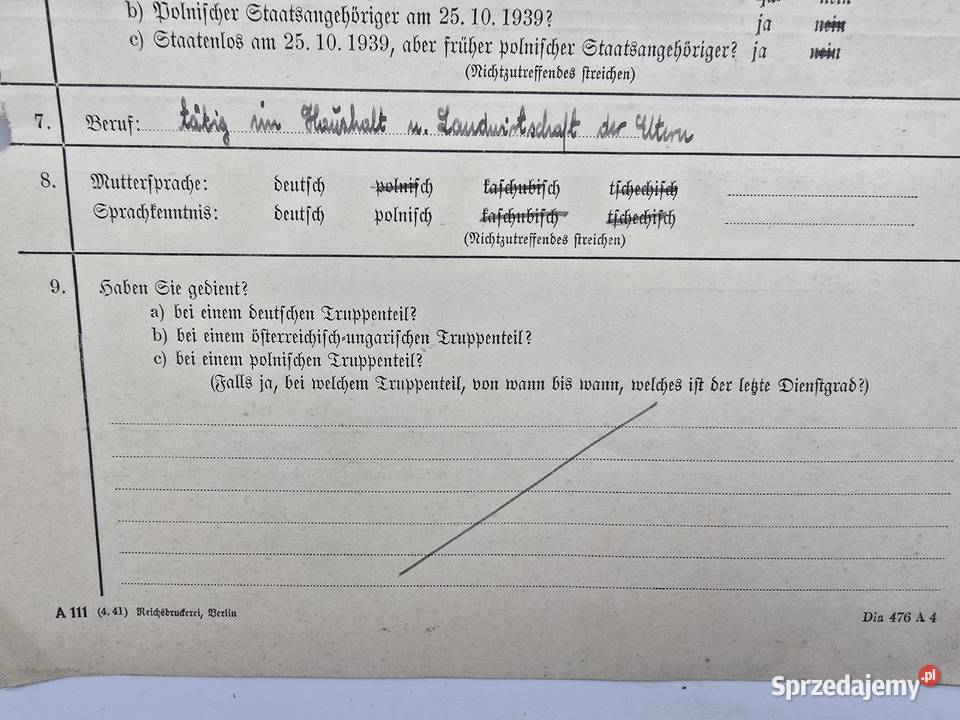 b) Polnischer Staatsangehöriger am 25. 10. 1939? ja nein
c) Staatenlos am 25. 10. 1939, aber früher polnischer Staatsangehöriger? ja nein
(Nichtzutreffendes streichen)
7. Beruf: tätig im Haushalt u. Landwirtschaft der Eltern
8. Muttersprache: deutsch polnisch kaschubisch tschechisch
Sprachkenntnis: deutsch polnisch kaschubisch tschechisch
(Nichtzutreffendes streichen)
9. Haben Sie gedient?
a) bei einem deutschen Truppenteil?
b) bei einem österreichisch-ungarischen Truppenteil?
c) bei einem polnischen Truppenteil?
(Falls ja, bei welchem Truppenteil, von wann bis wann, welches ist der letzte Dienstgrad?)
A 111 (4. 41) Reichsdruckerei, Berlin Din 476 A 4
Sprzedajemy.pl